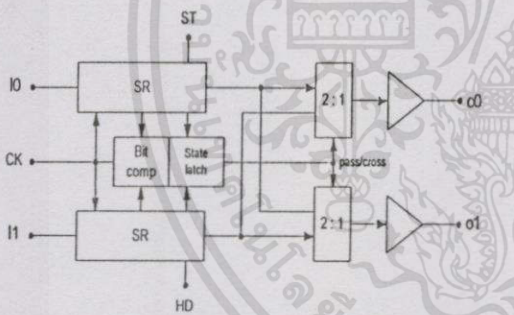 ST
I0
SR
2:1
o0
CK
Bit comp
State latch
pass/cross
I1
SR
2:1
o1
HD